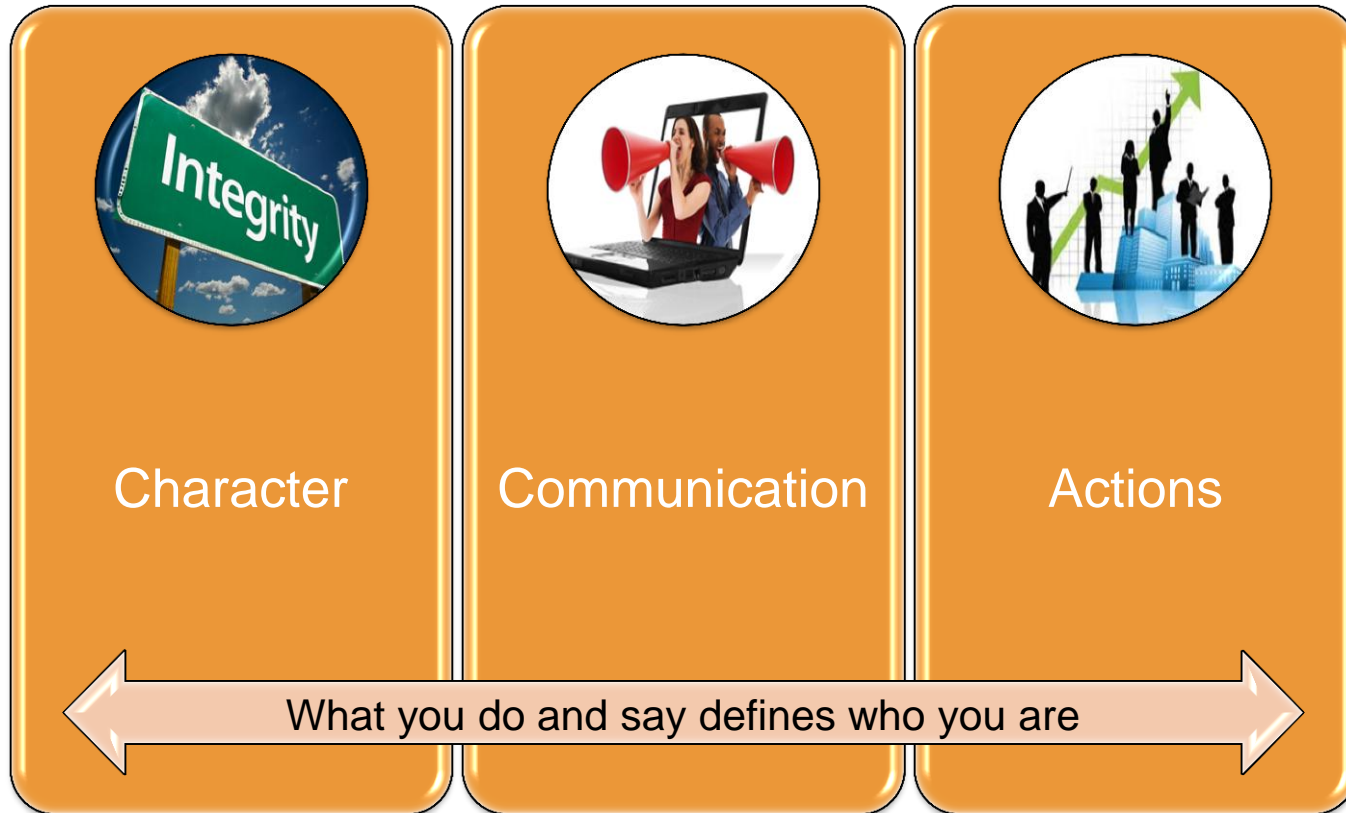 Integrity
Character
Communication
Actions
What you do and say defines who you are